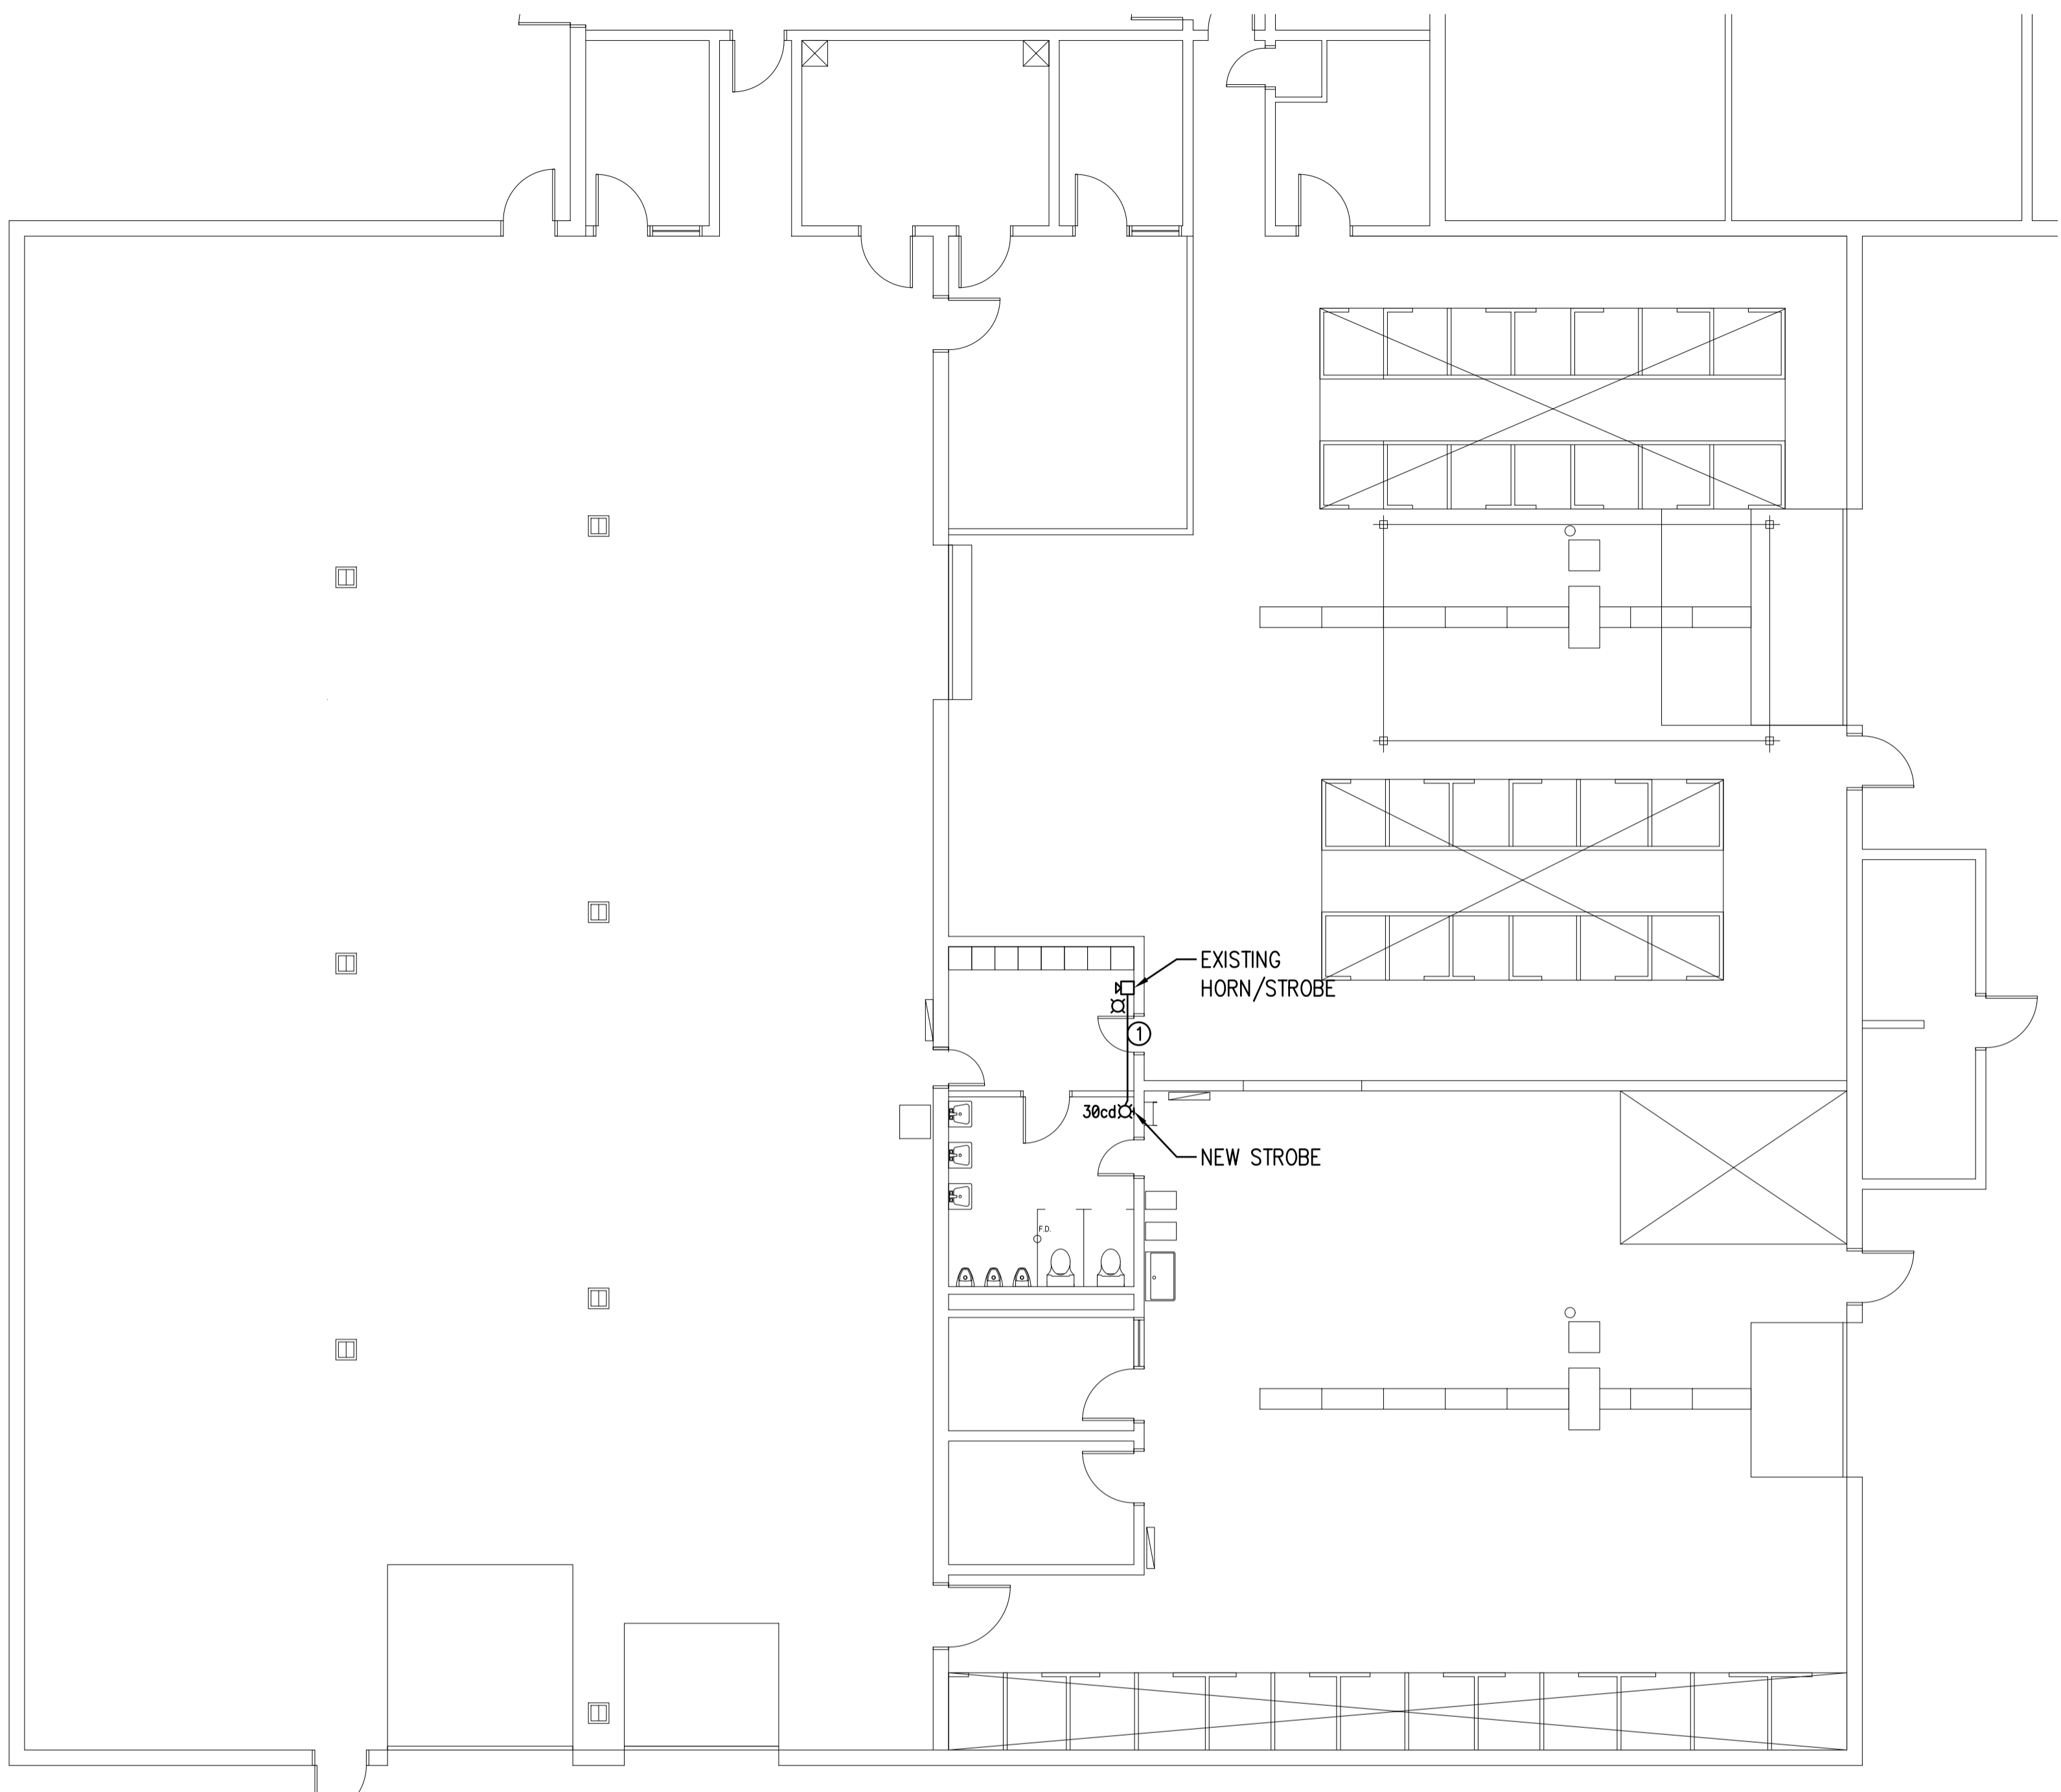 EXISTING
HORN/STROBE
1
30cd
NEW STROBE
F.D.